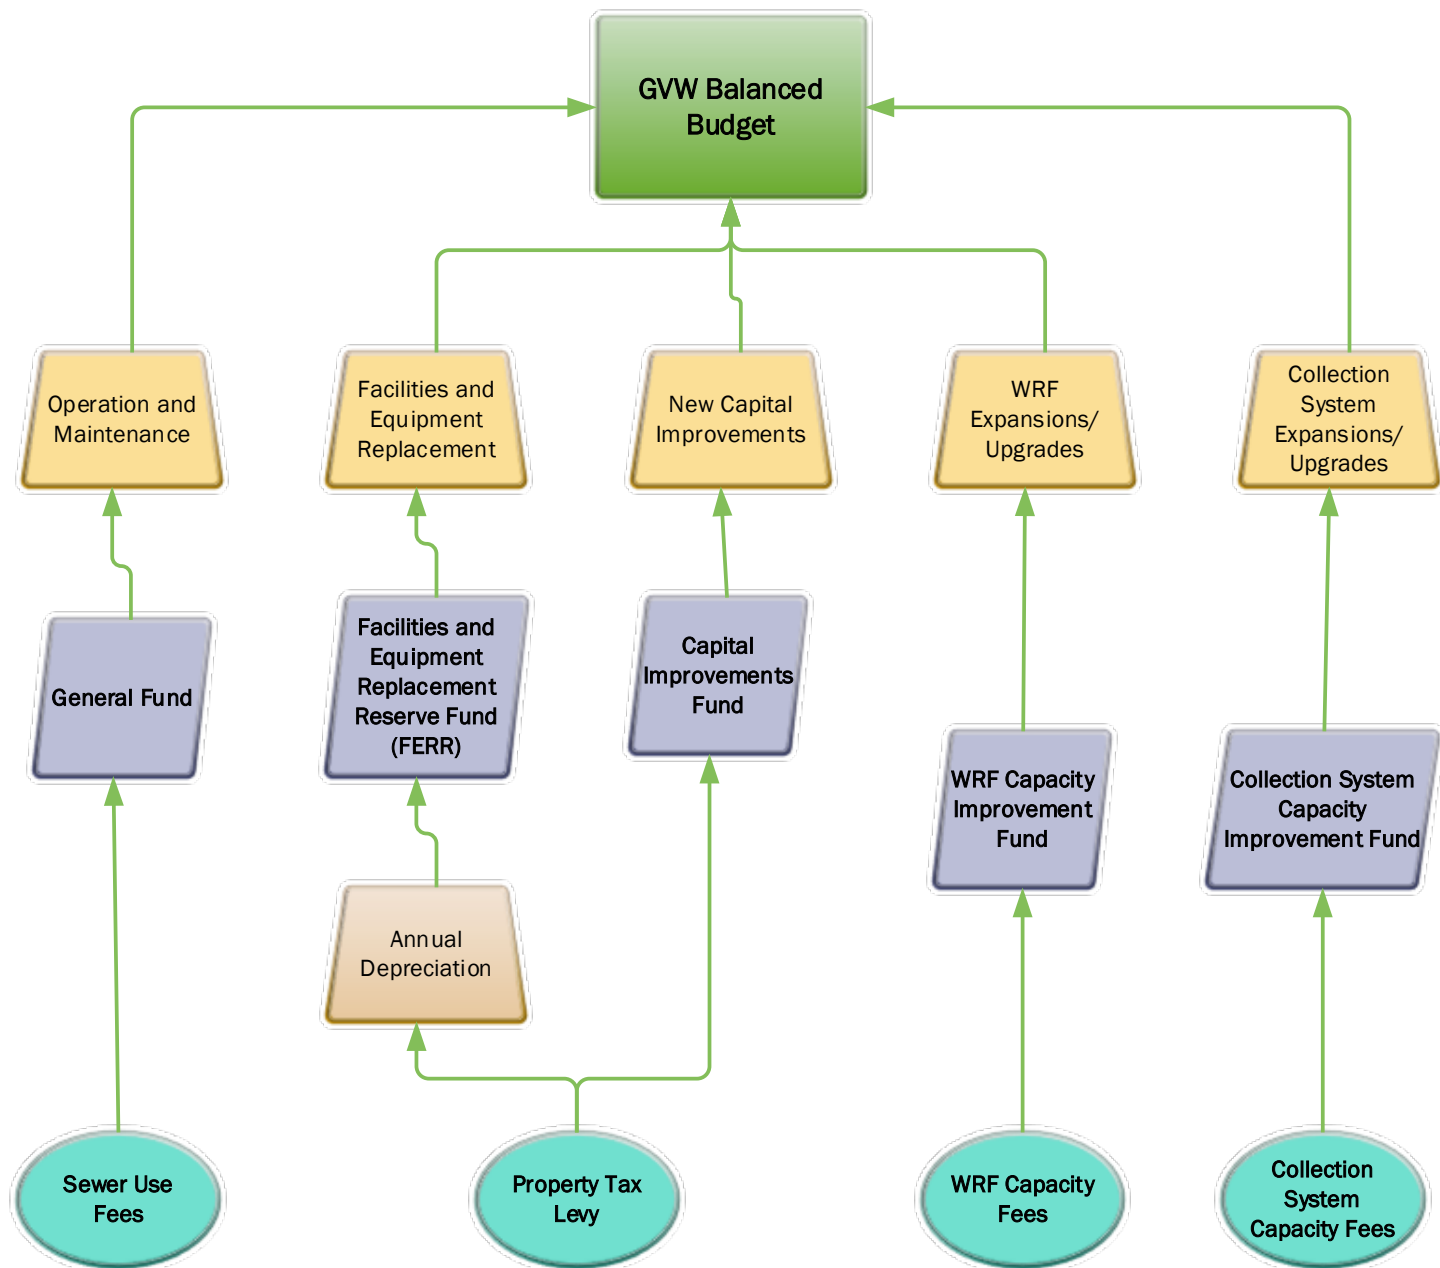 GVW Balanced
Budget
Operation and
Maintenance
Facilities and
Equipment
Replacement
New Capital
Improvements
WRF
Expansions/
Upgrades
Collection
System
Expansions/
Upgrades
General Fund
Facilities and
Equipment
Replacement
Reserve Fund
(FERR)
Capital
Improvements
Fund
WRF Capacity
Improvement
Fund
Collection System
Capacity
Improvement Fund
Annual
Depreciation
Sewer Use
Fees
Property Tax
Levy
WRF Capacity
Fees
Collection
System
Capacity Fees